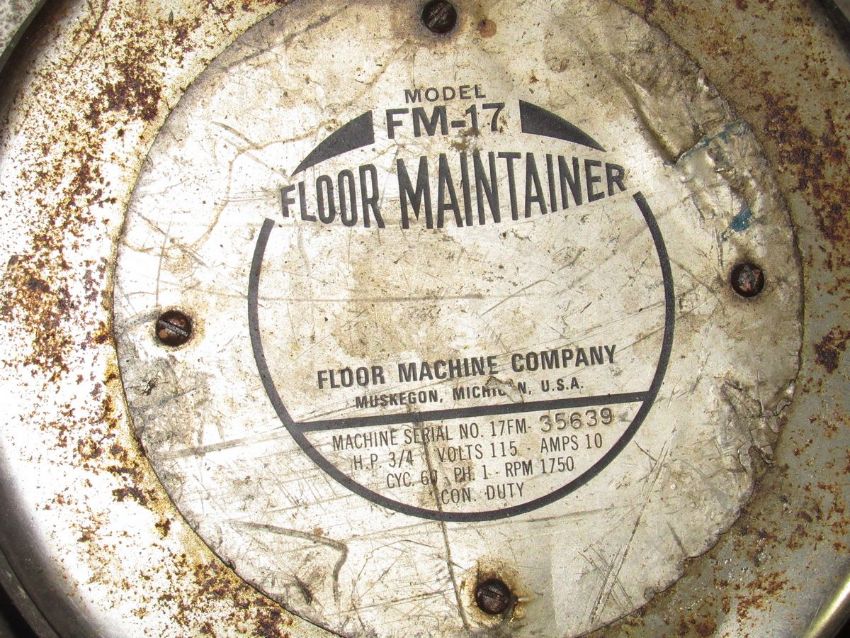 MODEL
FM-17
FLOOR MAINTAINER
FLOOR MACHINE COMPANY
MUSKEGON, U.S.A.
MACHINE SERIAL NO. 17FM- 35639
H.P. 3/4 VOLTS 115 - AMPS 10
CYC. 60 - PH. 1 - RPM 1750
CON. DUTY